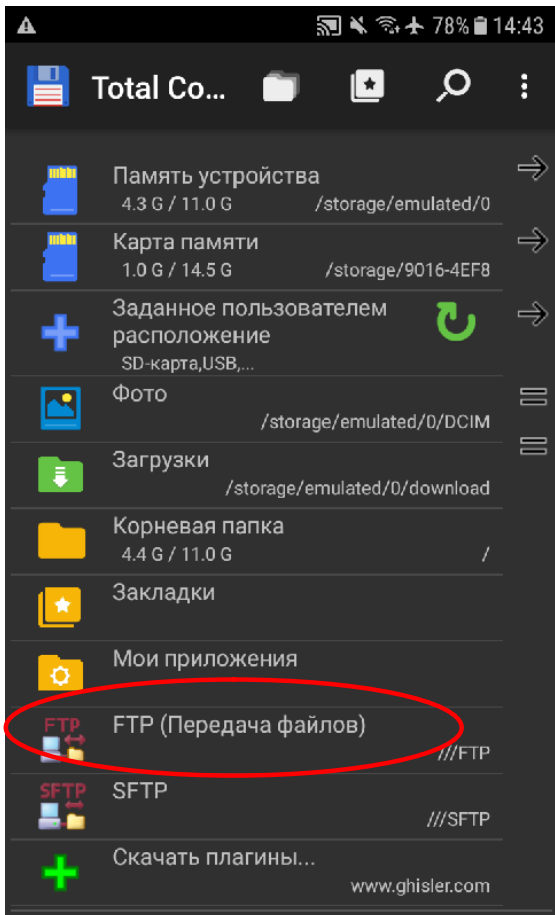 78% 14:43
Total Co...
Память устройства
4.3 G / 11.0 G /storage/emulated/0
Карта памяти
1.0 G / 14.5 G /storage/9016-4EF8
Заданное пользователем
расположение
SD-карта,USB,...
Фото
/storage/emulated/0/DCIM
Загрузки
/storage/emulated/0/download
Корневая папка
4.4 G / 11.0 G /
Закладки
Мои приложения
FTP FTP (Передача файлов)
///FTP
SFTP SFTP
///SFTP
Скачать плагины...
www.ghisler.com